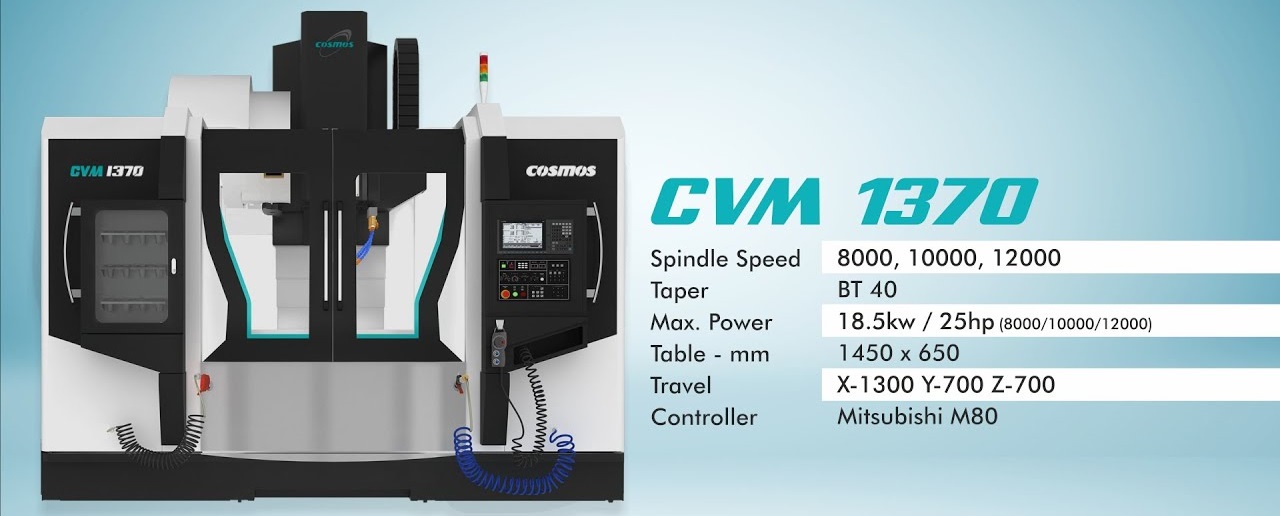 COSMOS
CVM 1370
COSMOS
CVM 1370
Spindle Speed 8000, 10000, 12000
Taper BT 40
Max. Power 18.5kw / 25hp (8000/10000/12000)
Table - mm 1450 x 650
Travel X-1300 Y-700 Z-700
Controller Mitsubishi M80